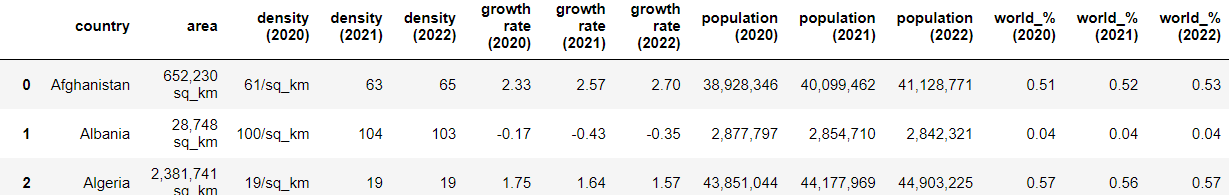 country area density (2020) density (2021) density (2022) growth rate (2020) growth rate (2021) growth rate (2022) population (2020) population (2021) population (2022) world_% (2020) world_% (2021) world_% (2022)
0 Afghanistan 652,230 sq_km 61/sq_km 63 65 2.33 2.57 2.70 38,928,346 40,099,462 41,128,771 0.51 0.52 0.53
1 Albania 28,748 sq_km 100/sq_km 104 103 -0.17 -0.43 -0.35 2,877,797 2,854,710 2,842,321 0.04 0.04 0.04
2 Algeria 2,381,741 sq_km 19/sq_km 19 19 1.75 1.64 1.57 43,851,044 44,177,969 44,903,225 0.57 0.56 0.57